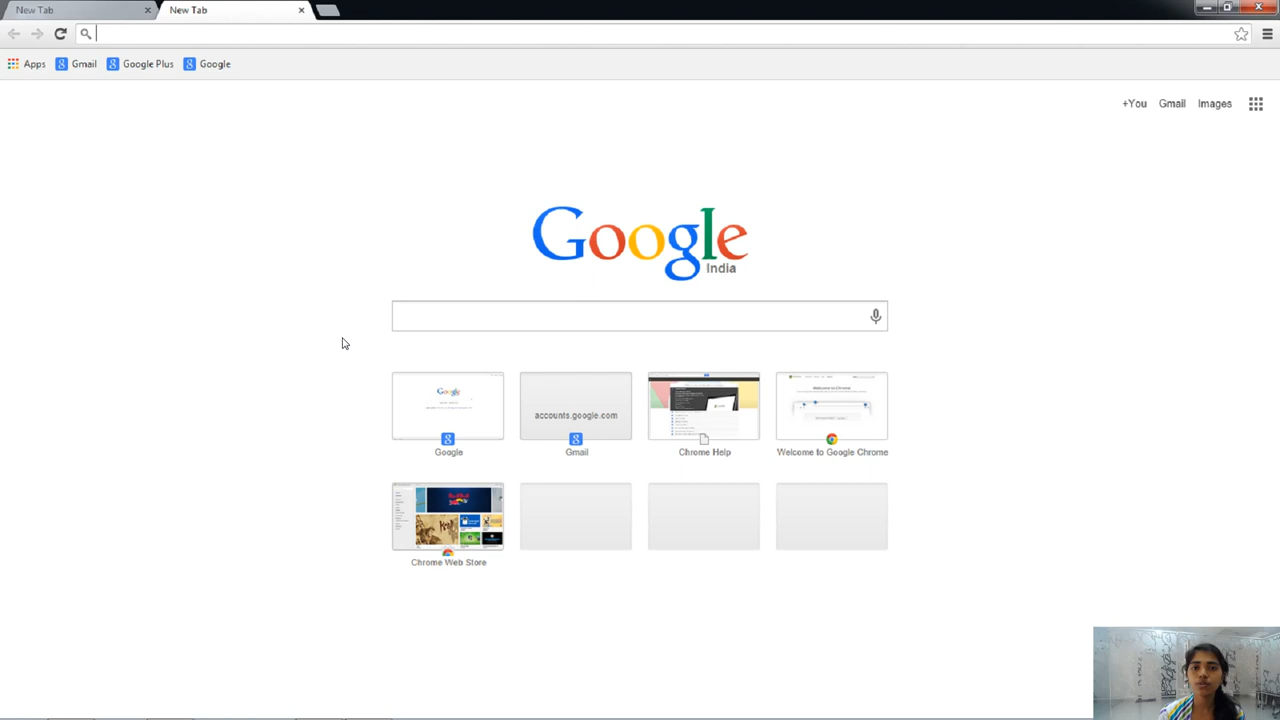 New Tab
New Tab
Apps Gmail Google Plus Google
+You Gmail Images
Google
India
accounts.google.com
Google Gmail Chrome Help Welcome to Google Chrome
Chrome Web Store